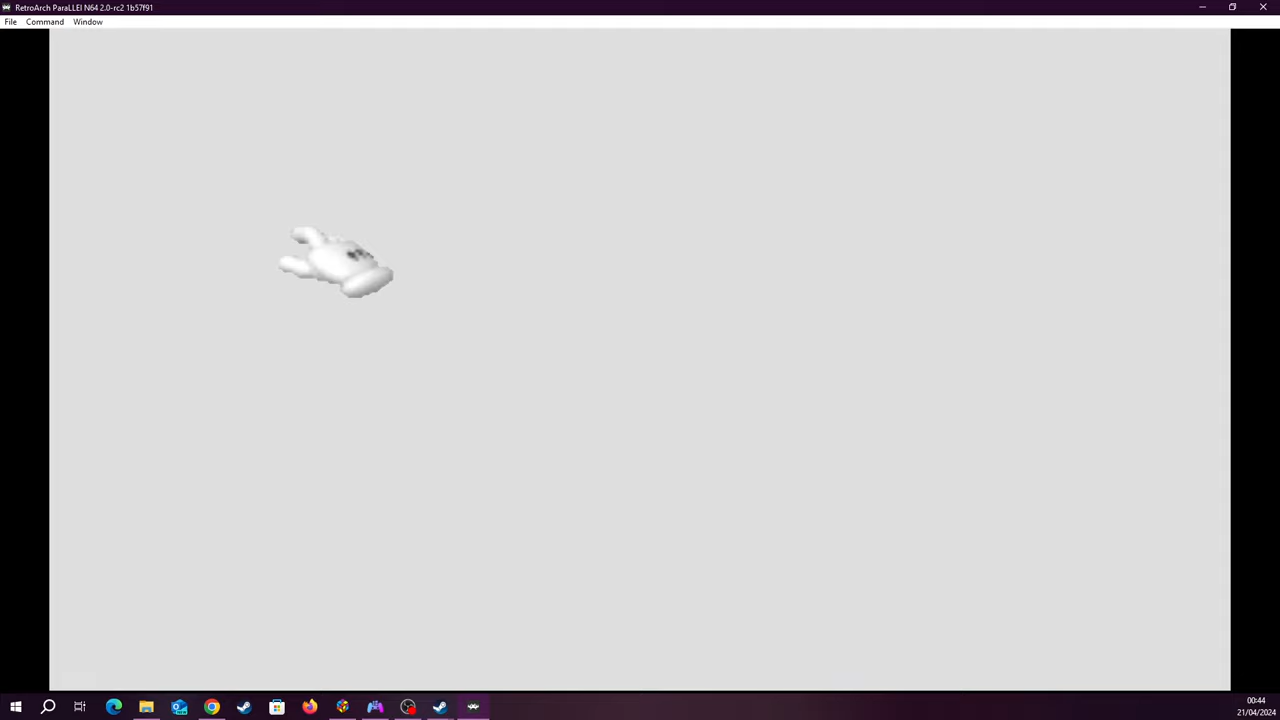 RetroArch ParaLLEl N64 2.0-rc2 1b57f91
File Command Window
00:44
21/04/2024